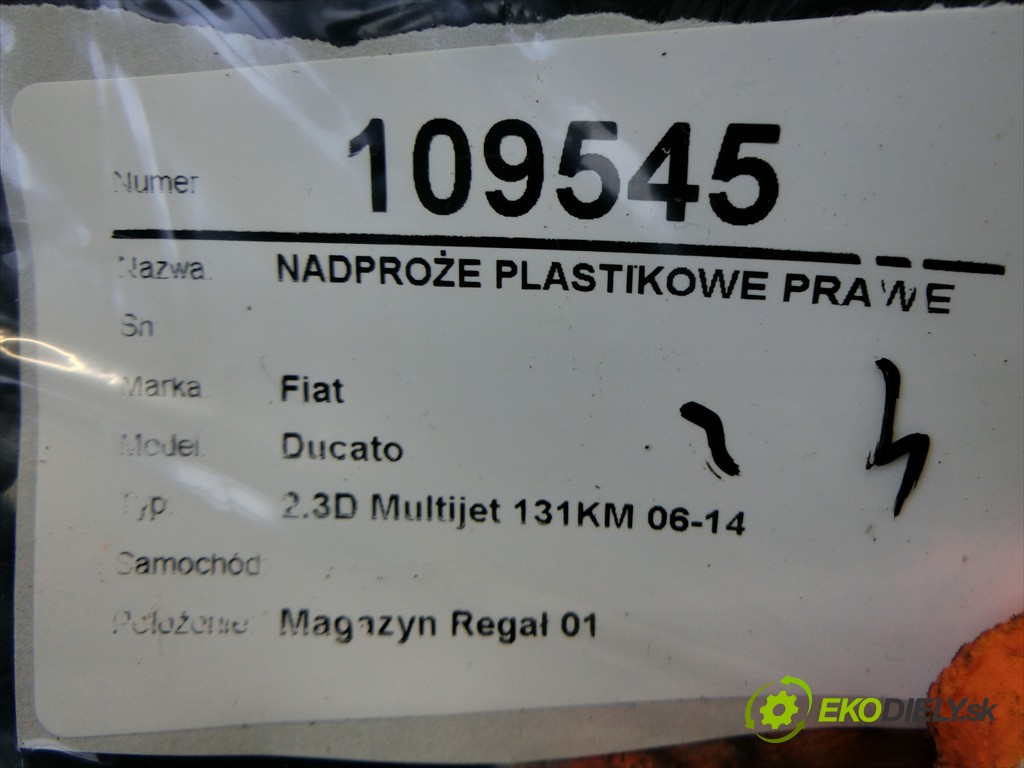 Numer 109545
Nazwa: NADPROŻE PLASTIKOWE PRAWE
Sn
Marka: Fiat
Model: Ducato
Typ: 2.3D Multijet 131KM 06-14
Samochód:
Położenie: Magazyn Regał 01
EKODIELY.sk